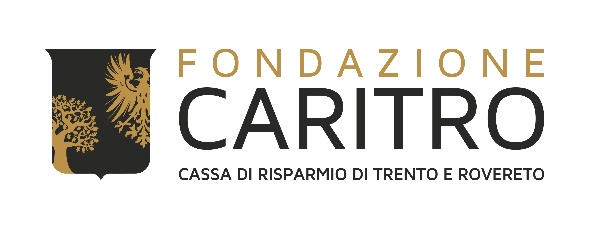 FONDAZIONE
CARITRO
CASSA DI RISPARMIO DI TRENTO E ROVERETO